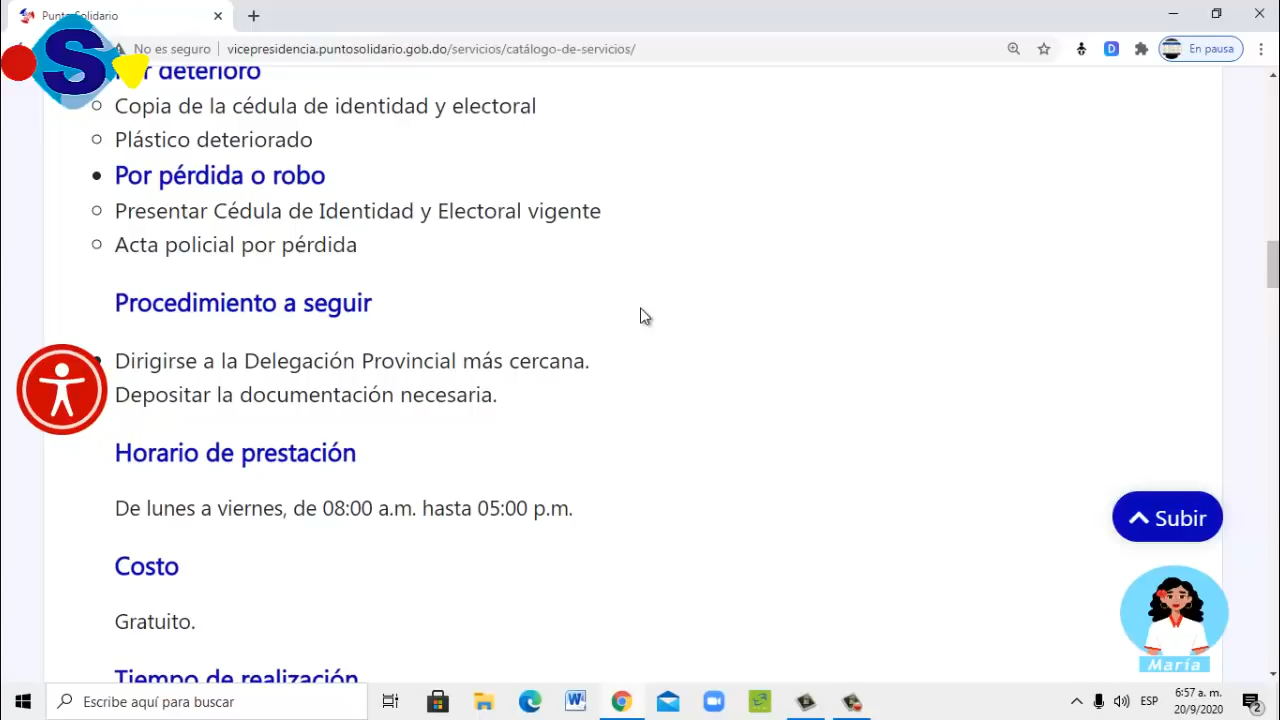 Punto Solidario
No es seguro
vicepresidencia.puntosolidario.gob.do/servicios/catálogo-de-servicios/
En pausa
S
deterioro
Copia de la cédula de identidad y electoral
Plástico deteriorado
Por pérdida o robo
Presentar Cédula de Identidad y Electoral vigente
Acta policial por pérdida
Procedimiento a seguir
Dirigirse a la Delegación Provincial más cercana.
Depositar la documentación necesaria.
Horario de prestación
De lunes a viernes, de 08:00 a.m. hasta 05:00 p.m.
Subir
Costo
Gratuito.
María
Tiempo de realización
Escribe aquí para buscar
ESP
6:57 a. m.
20/9/2020
2